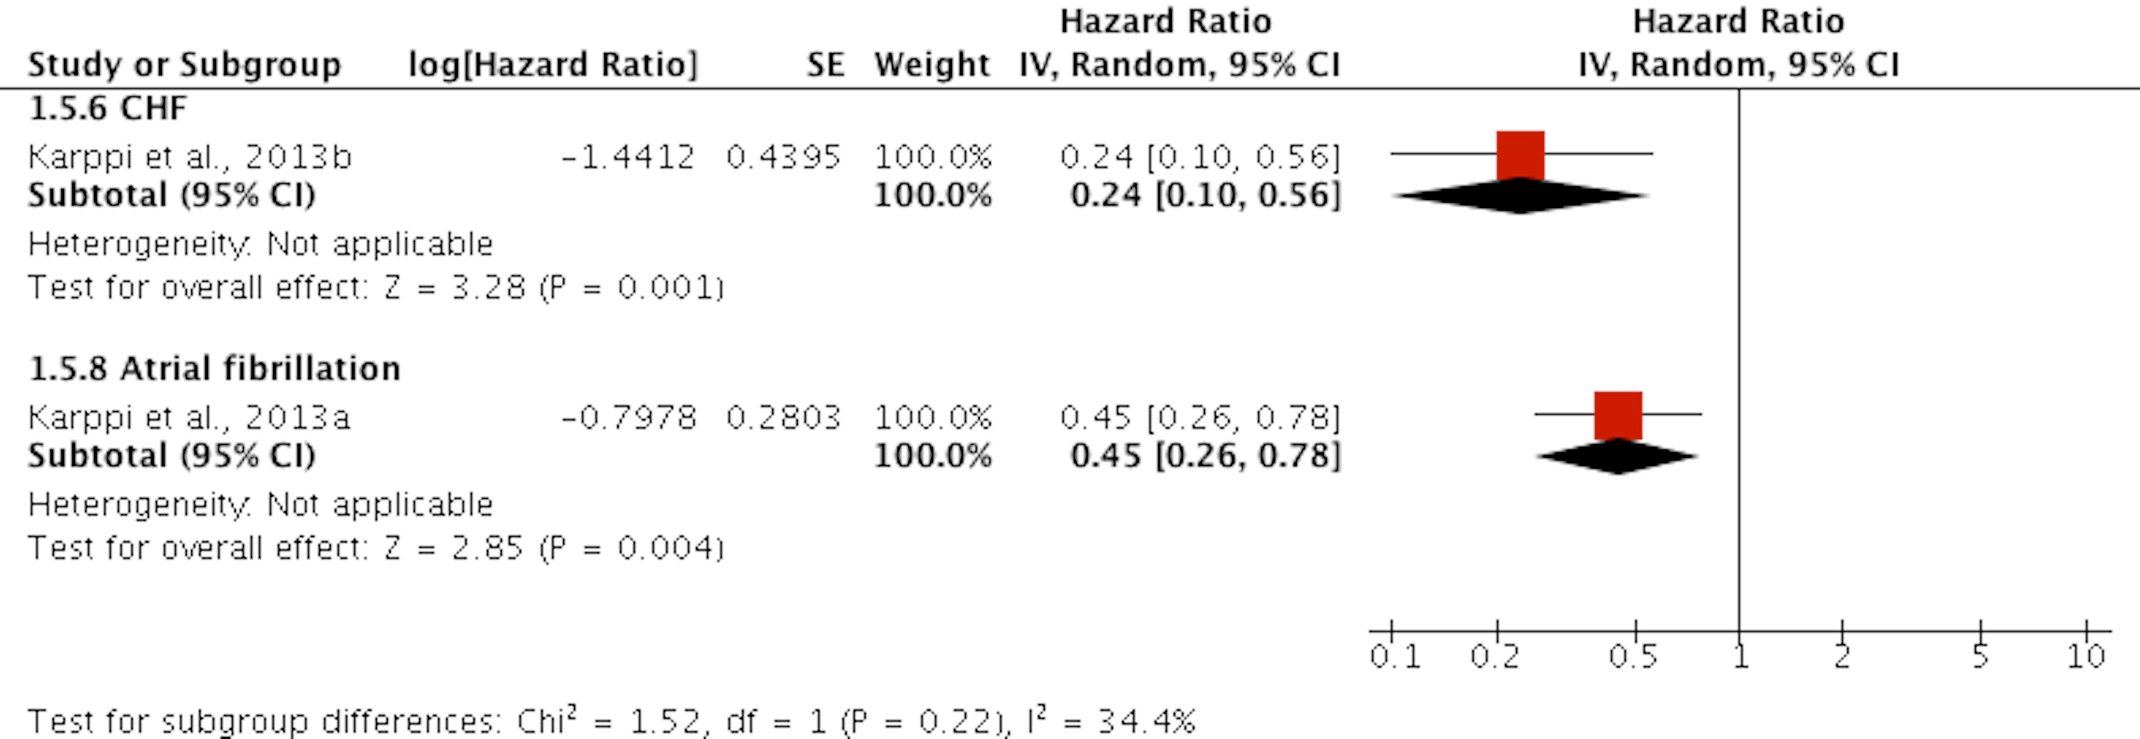 Hazard Ratio Hazard Ratio
Study or Subgroup log[Hazard Ratio] SE Weight IV, Random, 95% CI IV, Random, 95% CI
1.5.6 CHF
Karppi et al., 2013b -1.4412 0.4395 100.0% 0.24 [0.10, 0.56]
Subtotal (95% CI) 100.0% 0.24 [0.10, 0.56]
Heterogeneity: Not applicable
Test for overall effect: Z = 3.28 (P = 0.001)
1.5.8 Atrial fibrillation
Karppi et al., 2013a -0.7978 0.2803 100.0% 0.45 [0.26, 0.78]
Subtotal (95% CI) 100.0% 0.45 [0.26, 0.78]
Heterogeneity: Not applicable
Test for overall effect: Z = 2.85 (P = 0.004)
0.1 0.2 0.5 1 2 5 10
Test for subgroup differences: Chi² = 1.52, df = 1 (P = 0.22), I² = 34.4%